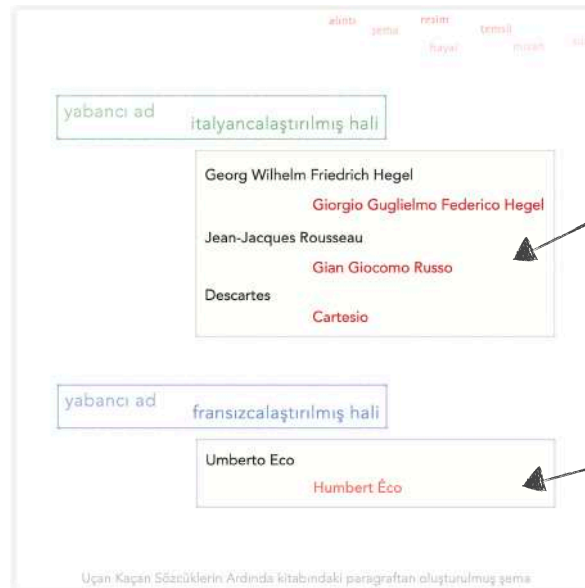 alıntı
şema
resim
temsil
hayal
yabancı ad
italyancalaştırılmış hali
Georg Wilhelm Friedrich Hegel
Giorgio Guglielmo Federico Hegel
Jean-Jacques Rousseau
Gian Giocomo Russo
Descartes
Cartesio
yabancı ad
fransızcalaştırılmış hali
Umberto Eco
Humbert Éco
Uçan Kaçan Sözcüklerin Ardında kitabındaki paragraftan oluşturulmuş şema